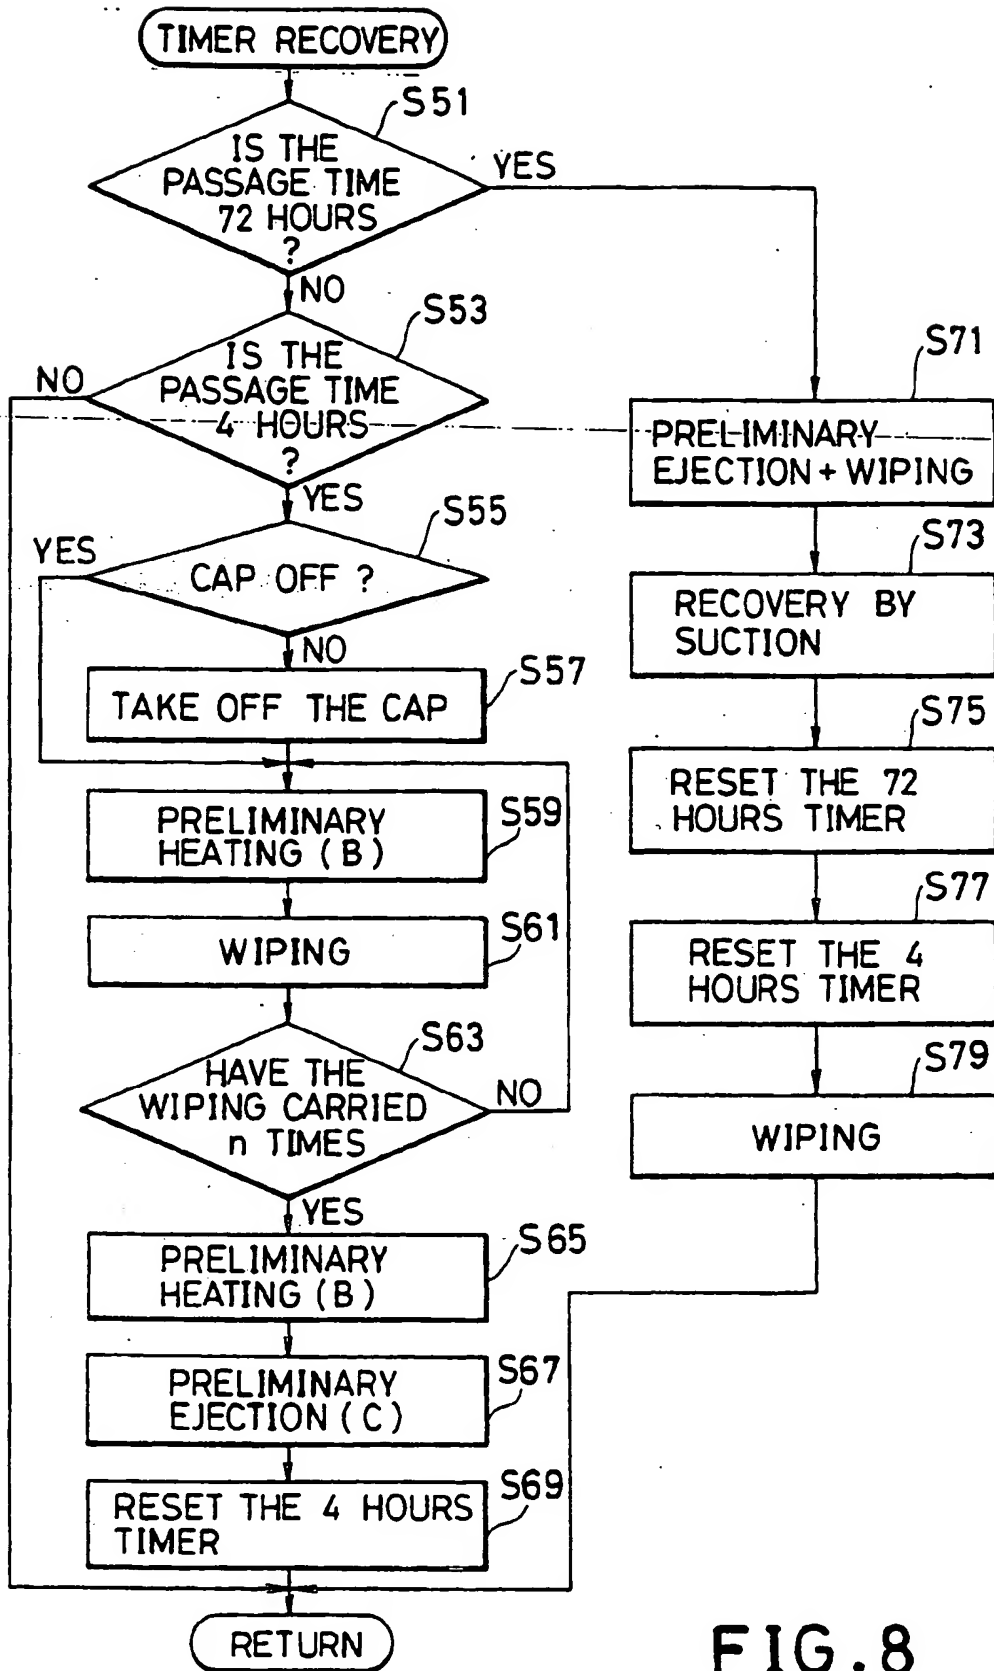 TIMER RECOVERY
S51
IS THE
PASSAGE TIME
72 HOURS
?
YES
NO
S53
IS THE
PASSAGE TIME
4 HOURS
?
NO
YES
S55
CAP OFF ?
YES
NO
S57
TAKE OFF THE CAP
S59
PRELIMINARY
HEATING (B)
S61
WIPING
S63
HAVE THE
WIPING CARRIED
n TIMES
NO
YES
S65
PRELIMINARY
HEATING (B)
S67
PRELIMINARY
EJECTION (C)
S69
RESET THE 4 HOURS
TIMER
S71
PRELIMINARY
EJECTION + WIPING
S73
RECOVERY BY
SUCTION
S75
RESET THE 72
HOURS TIMER
S77
RESET THE 4
HOURS TIMER
S79
WIPING
RETURN
FIG.8